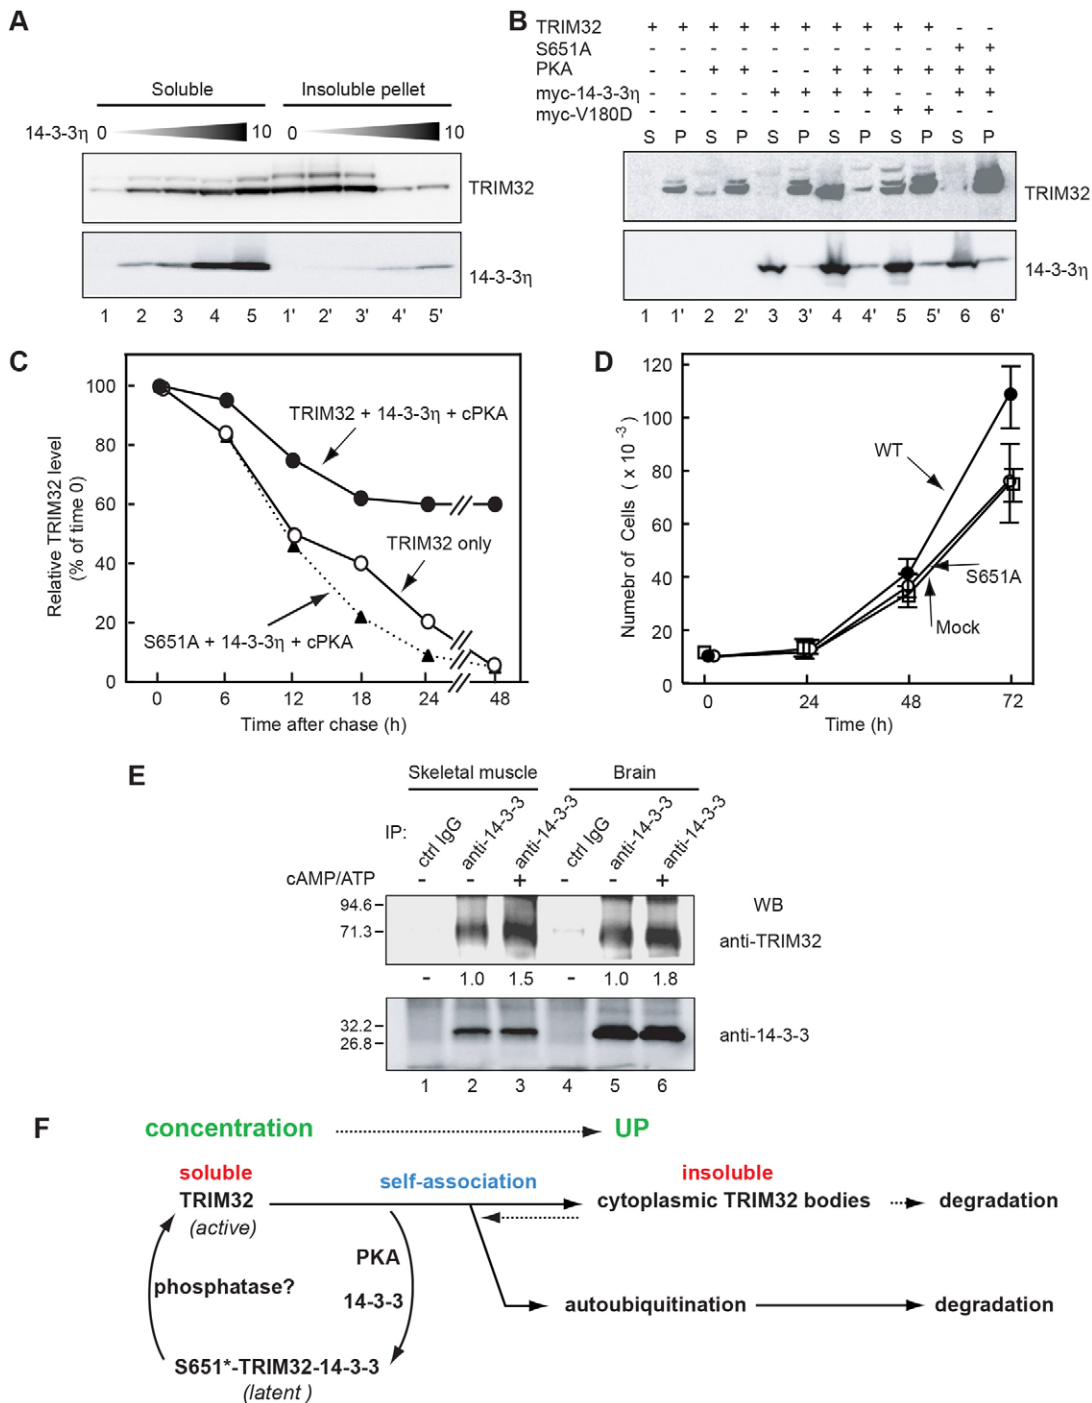 A
Soluble Insoluble pellet
14-3-3η 0 10 0 10
TRIM32
14-3-3η
1 2 3 4 5 1' 2' 3' 4' 5'
B
TRIM32 + + + + + + + + + + - -
S651A - - - - - - - - - - + +
PKA - - + + - - + + + + + +
myc-14-3-3η - - - - + + + + - - + +
myc-V180D - - - - - - - - + + - -
S P S P S P S P S P S P
TRIM32
14-3-3η
1 1' 2 2' 3 3' 4 4' 5 5' 6 6'
C
Relative TRIM32 level
(% of time 0)
100
80
60
40
20
0
TRIM32 + 14-3-3η + cPKA
TRIM32 only
S651A + 14-3-3η + cPKA
0 6 12 18 24 48
Time after chase (h)
D
Numebr of Cells ( x 10 -3 )
120
100
80
60
40
20
0
WT
S651A
Mock
0 24 48 72
Time (h)
E
Skeletal muscle Brain
IP: ctrl IgG anti-14-3-3 anti-14-3-3 ctrl IgG anti-14-3-3 anti-14-3-3
cAMP/ATP - - + - - +
94.6
71.3
WB
anti-TRIM32
- 1.0 1.5 - 1.0 1.8
32.2
26.8
anti-14-3-3
1 2 3 4 5 6
F
concentration UP
soluble self-association insoluble
TRIM32 cytoplasmic TRIM32 bodies degradation
(active)
PKA
phosphatase?
14-3-3 autoubiquitination degradation
S651*-TRIM32-14-3-3
(latent )